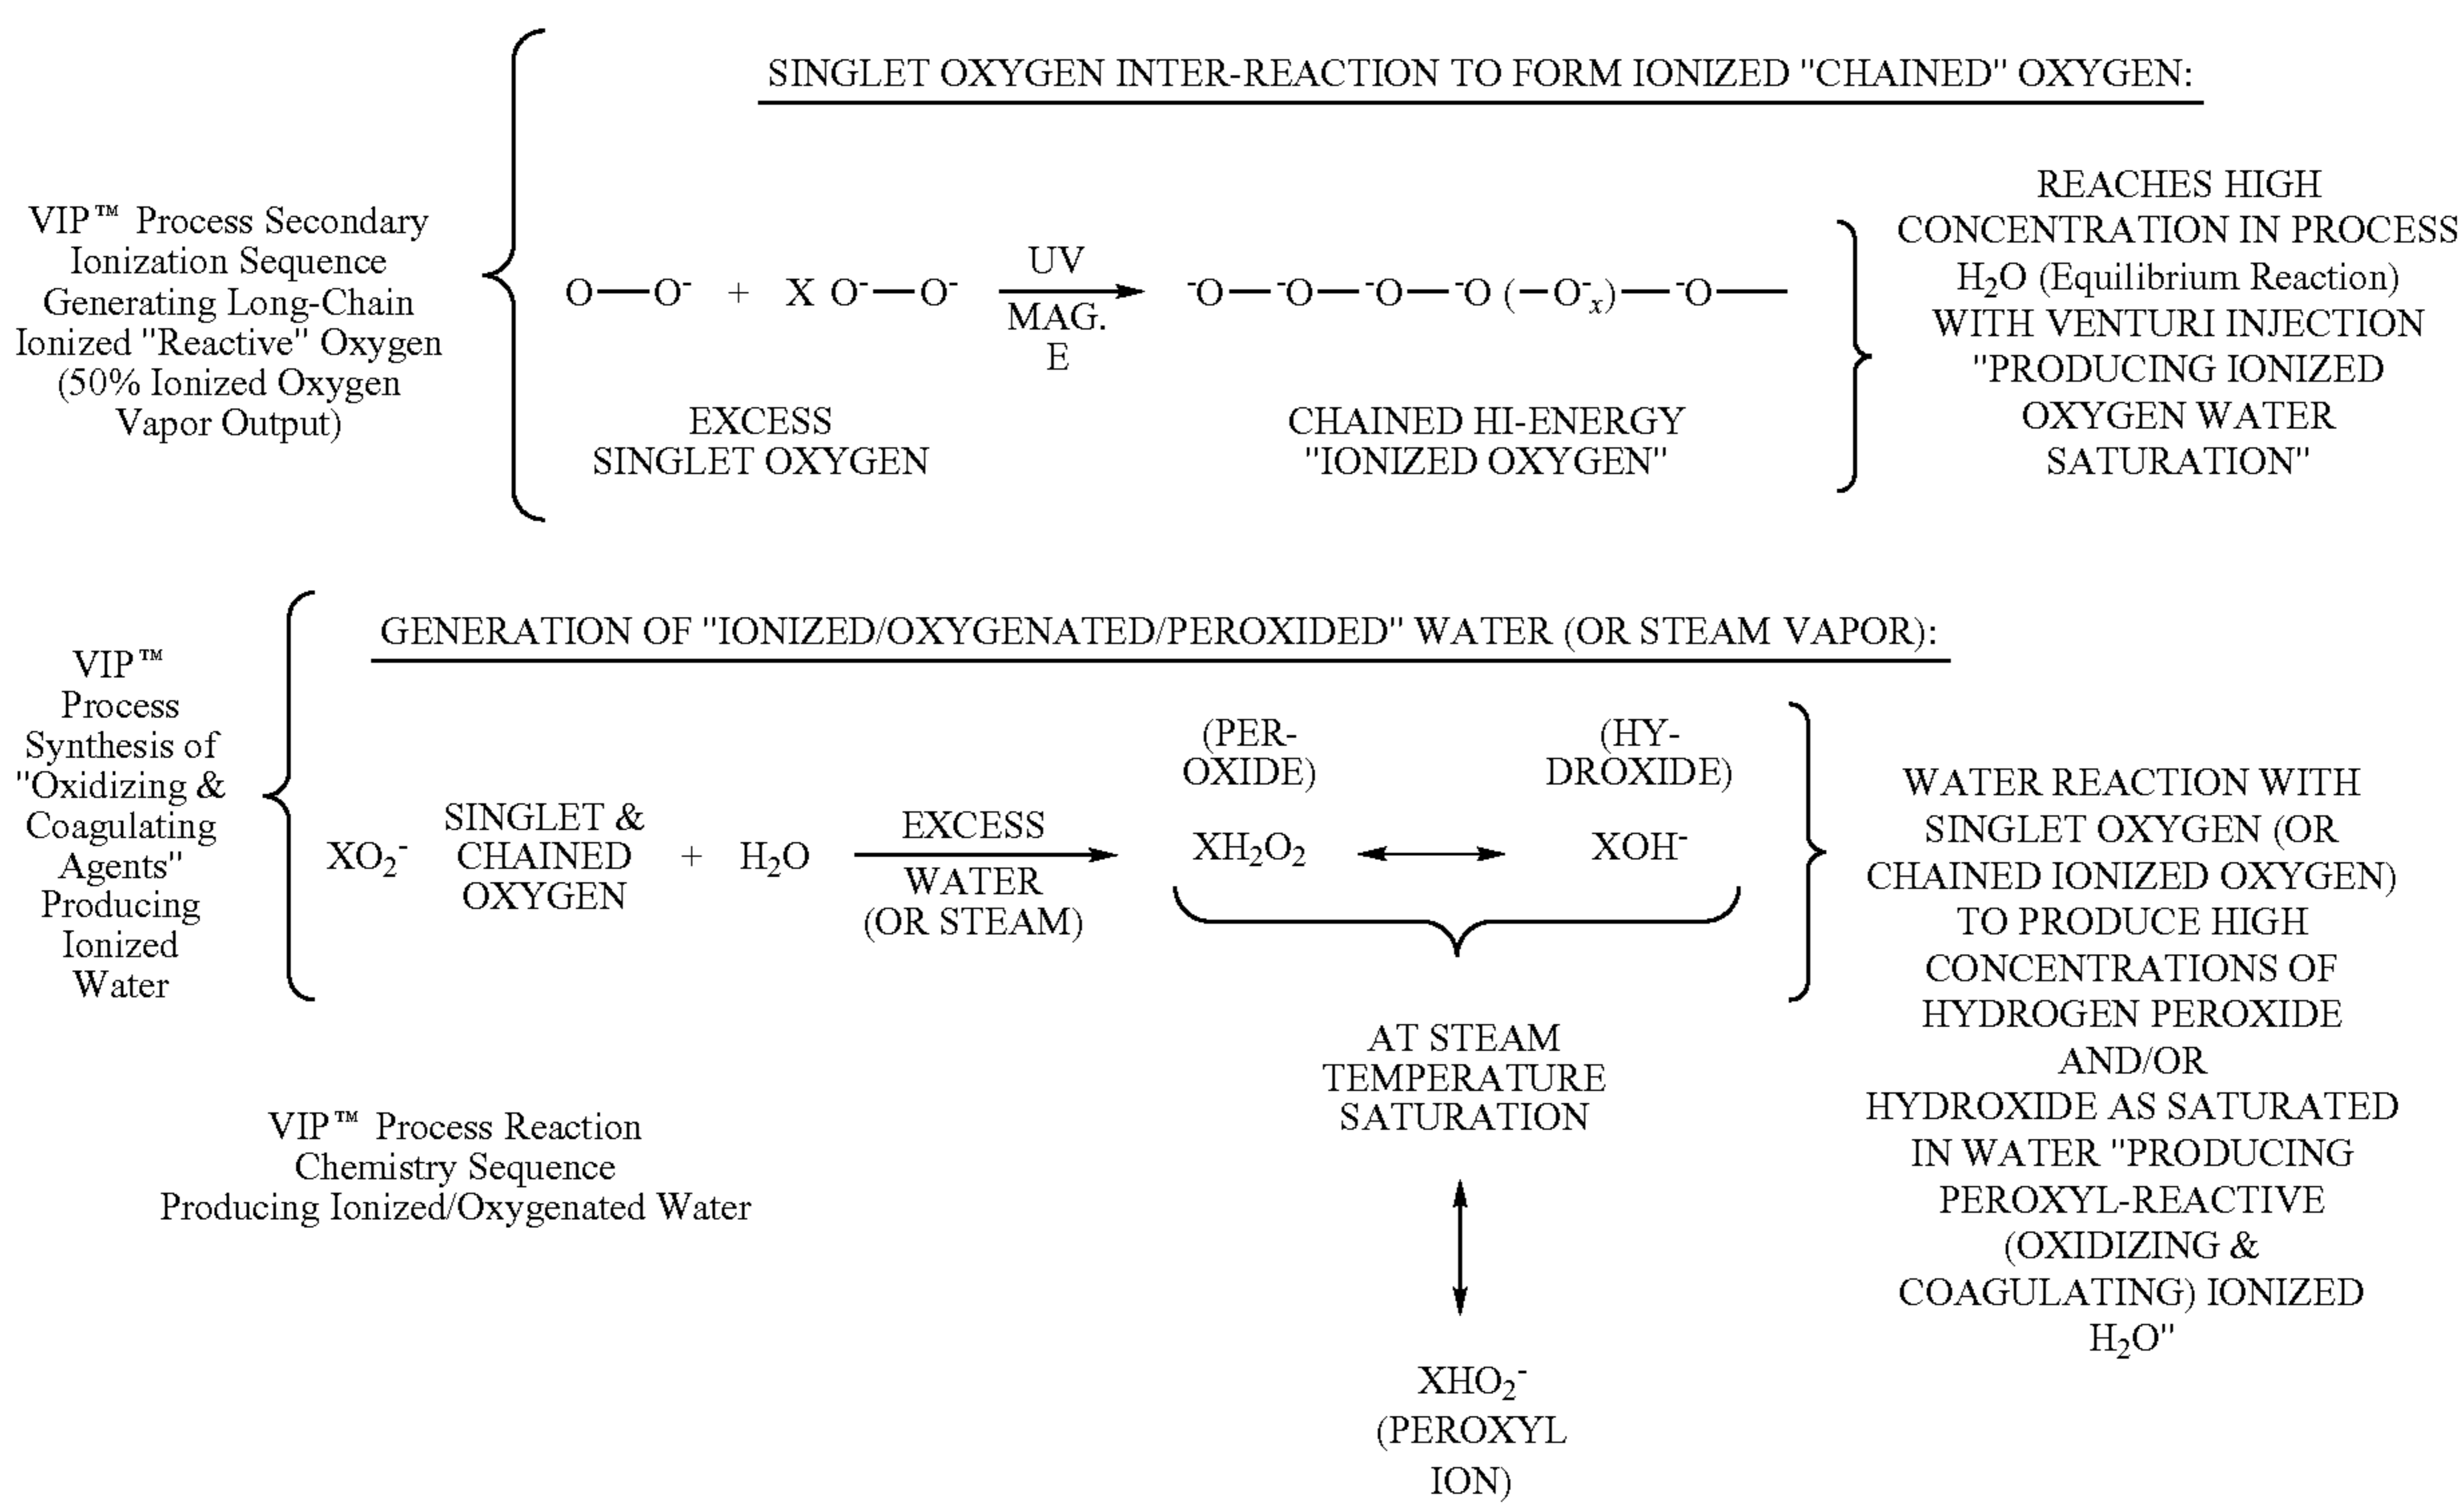 SINGLET OXYGEN INTER-REACTION TO FORM IONIZED "CHAINED" OXYGEN:
VIP™ Process Secondary
Ionization Sequence
Generating Long-Chain
Ionized "Reactive" Oxygen
(50% Ionized Oxygen
Vapor Output)
O—O⁻ + X O⁻—O⁻
UV
MAG.
E
⁻O—⁻O—⁻O—⁻O (—O⁻ₓ)—⁻O—
EXCESS
SINGLET OXYGEN
CHAINED HI-ENERGY
"IONIZED OXYGEN"
REACHES HIGH
CONCENTRATION IN PROCESS
H₂O (Equilibrium Reaction)
WITH VENTURI INJECTION
"PRODUCING IONIZED
OXYGEN WATER
SATURATION"
GENERATION OF "IONIZED/OXYGENATED/PEROXIDED" WATER (OR STEAM VAPOR):
VIP™
Process
Synthesis of
"Oxidizing &
Coagulating
Agents"
Producing
Ionized
Water
XO₂⁻
SINGLET &
CHAINED
OXYGEN
+ H₂O
EXCESS
WATER
(OR STEAM)
(PER-
OXIDE)
XH₂O₂
(HY-
DROXIDE)
XOH⁻
AT STEAM
TEMPERATURE
SATURATION
XHO₂⁻
(PEROXYL
ION)
WATER REACTION WITH
SINGLET OXYGEN (OR
CHAINED IONIZED OXYGEN)
TO PRODUCE HIGH
CONCENTRATIONS OF
HYDROGEN PEROXIDE
AND/OR
HYDROXIDE AS SATURATED
IN WATER "PRODUCING
PEROXYL-REACTIVE
(OXIDIZING &
COAGULATING) IONIZED
H₂O"
VIP™ Process Reaction
Chemistry Sequence
Producing Ionized/Oxygenated Water